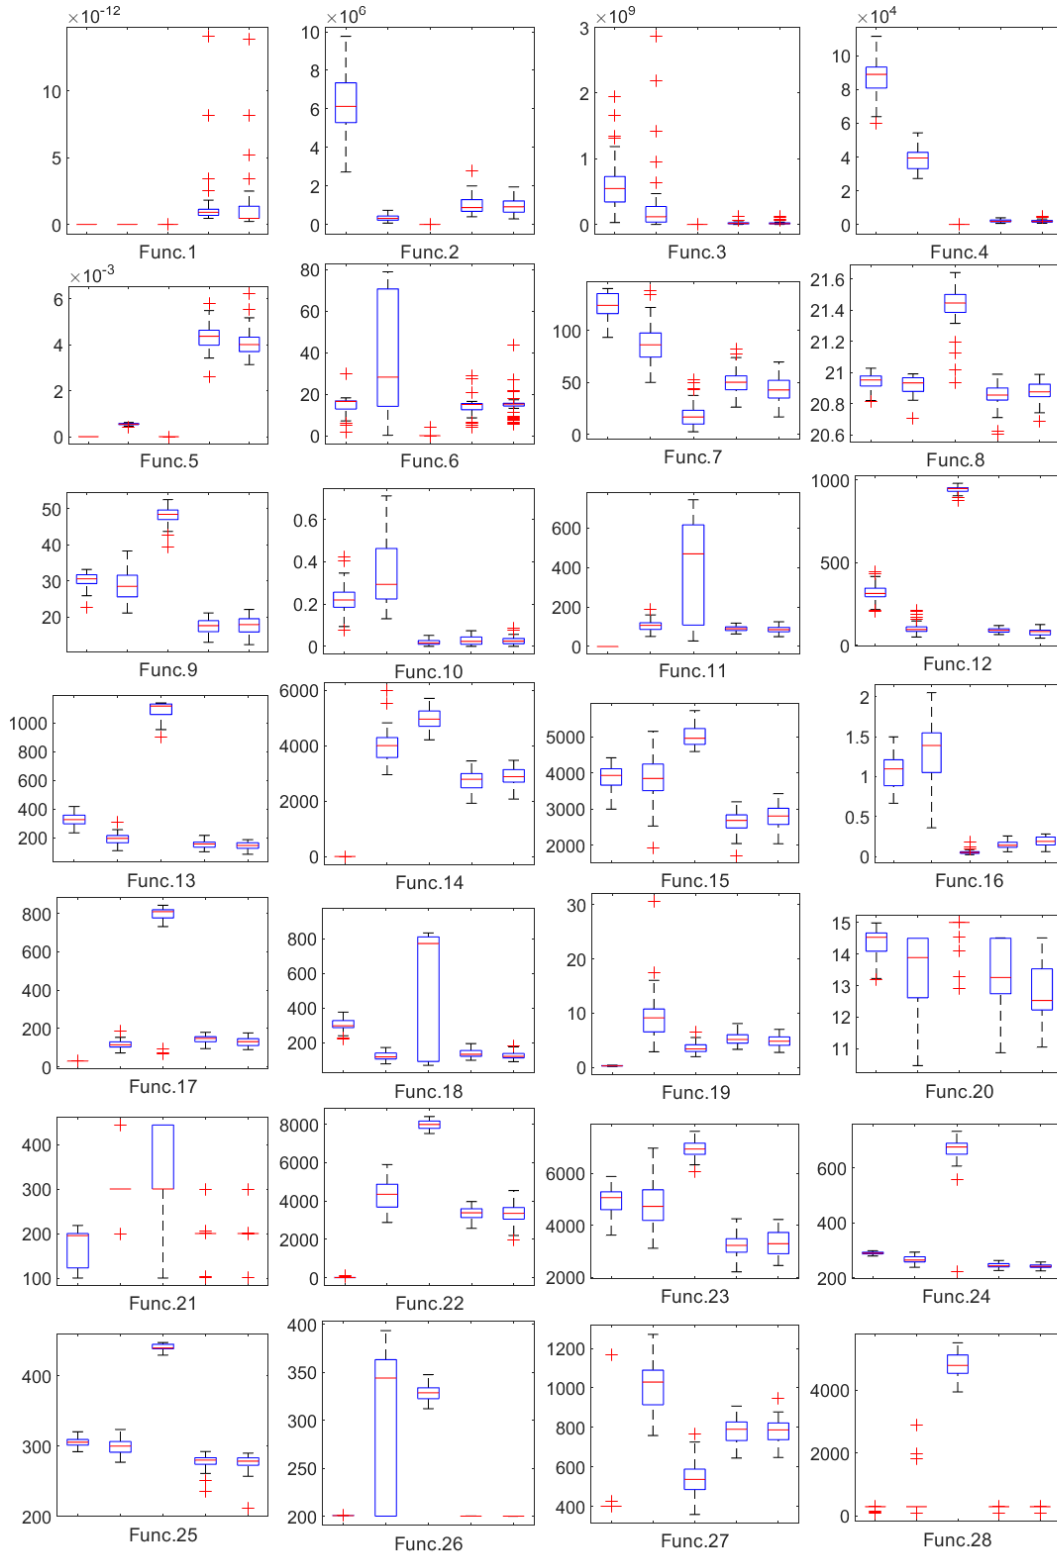 ×10⁻¹² ×10⁶ ×10⁹ ×10⁴
15 10 5 0
10 8 6 4 2 0
3 2 1 0
10 8 6 4 2 0
Func.1 Func.2 Func.3 Func.4
×10⁻³
6 4 2 0
80 60 40 20 0
100 50 0
21.6 21.4 21.2 21 20.8 20.6
Func.5 Func.6 Func.7 Func.8
50 40 30 20
0.6 0.4 0.2 0
600 400 200 0
1000 500 0
Func.9 Func.10 Func.11 Func.12
1000 800 600 400 200
6000 4000 2000 0
5000 4000 3000 2000
2 1.5 1 0.5 0
Func.13 Func.14 Func.15 Func.16
800 600 400 200 0
800 600 400 200
30 20 10 0
15 14 13 12 11
Func.17 Func.18 Func.19 Func.20
400 300 200 100
8000 6000 4000 2000 0
7000 6000 5000 4000 3000 2000
600 400 200
Func.21 Func.22 Func.23 Func.24
400 300 200
400 350 300 250 200
1200 1000 800 600 400
4000 2000 0
Func.25 Func.26 Func.27 Func.28